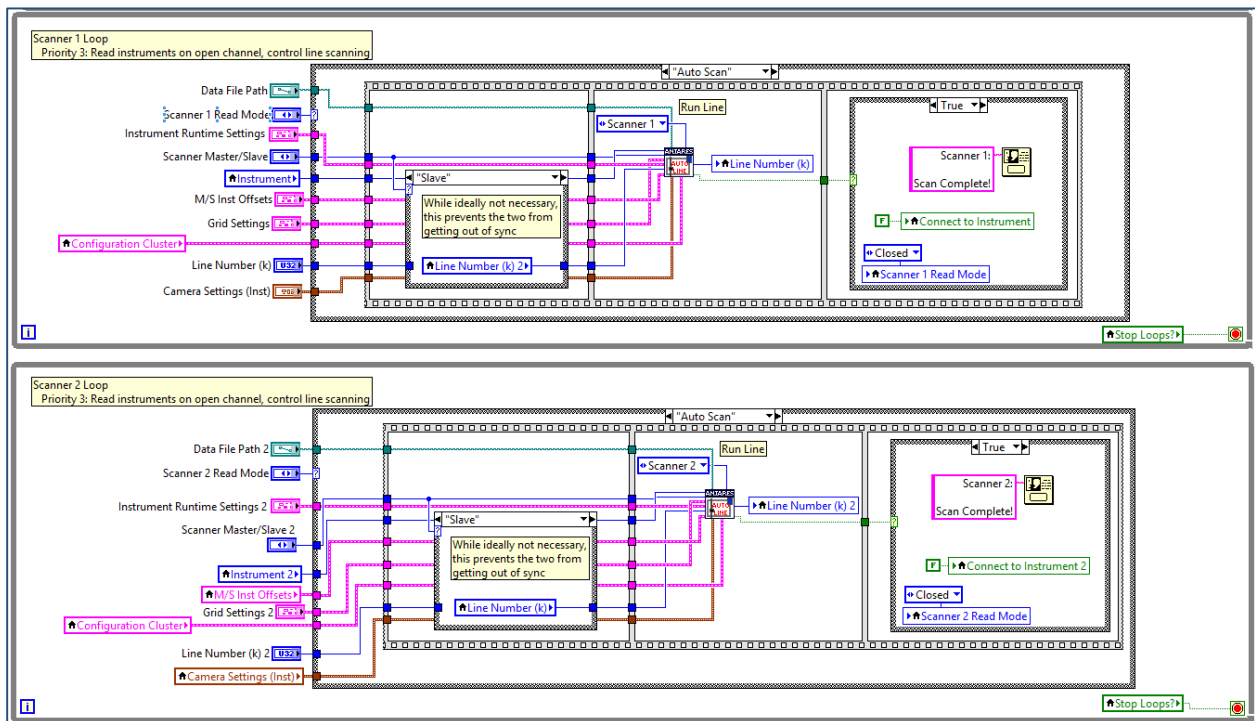 Scanner 1 Loop
Priority 3: Read instruments on open channel, control line scanning
"Auto Scan"
Data File Path
Scanner 1 Read Mode
Instrument Runtime Settings
Scanner Master/Slave
Instrument
M/S Inst Offsets
Grid Settings
Configuration Cluster
Line Number (k)
U32
Camera Settings (Inst)
"Slave"
While ideally not necessary,
this prevents the two from
getting out of sync
Line Number (k) 2
Run Line
Scanner 1
ANTARES
AUTO
LINE
Line Number (k)
True
Scanner 1:
Scan Complete!
F
Connect to Instrument
Closed
Scanner 1 Read Mode
i
Stop Loops?
Scanner 2 Loop
Priority 3: Read instruments on open channel, control line scanning
"Auto Scan"
Data File Path 2
Scanner 2 Read Mode
Instrument Runtime Settings 2
Scanner Master/Slave 2
Instrument 2
M/S Inst Offsets
Grid Settings 2
Configuration Cluster
Line Number (k) 2
U32
Camera Settings (Inst)
"Slave"
While ideally not necessary,
this prevents the two from
getting out of sync
Line Number (k)
Run Line
Scanner 2
ANTARES
AUTO
LINE
Line Number (k) 2
True
Scanner 2:
Scan Complete!
F
Connect to Instrument 2
Closed
Scanner 2 Read Mode
i
Stop Loops?